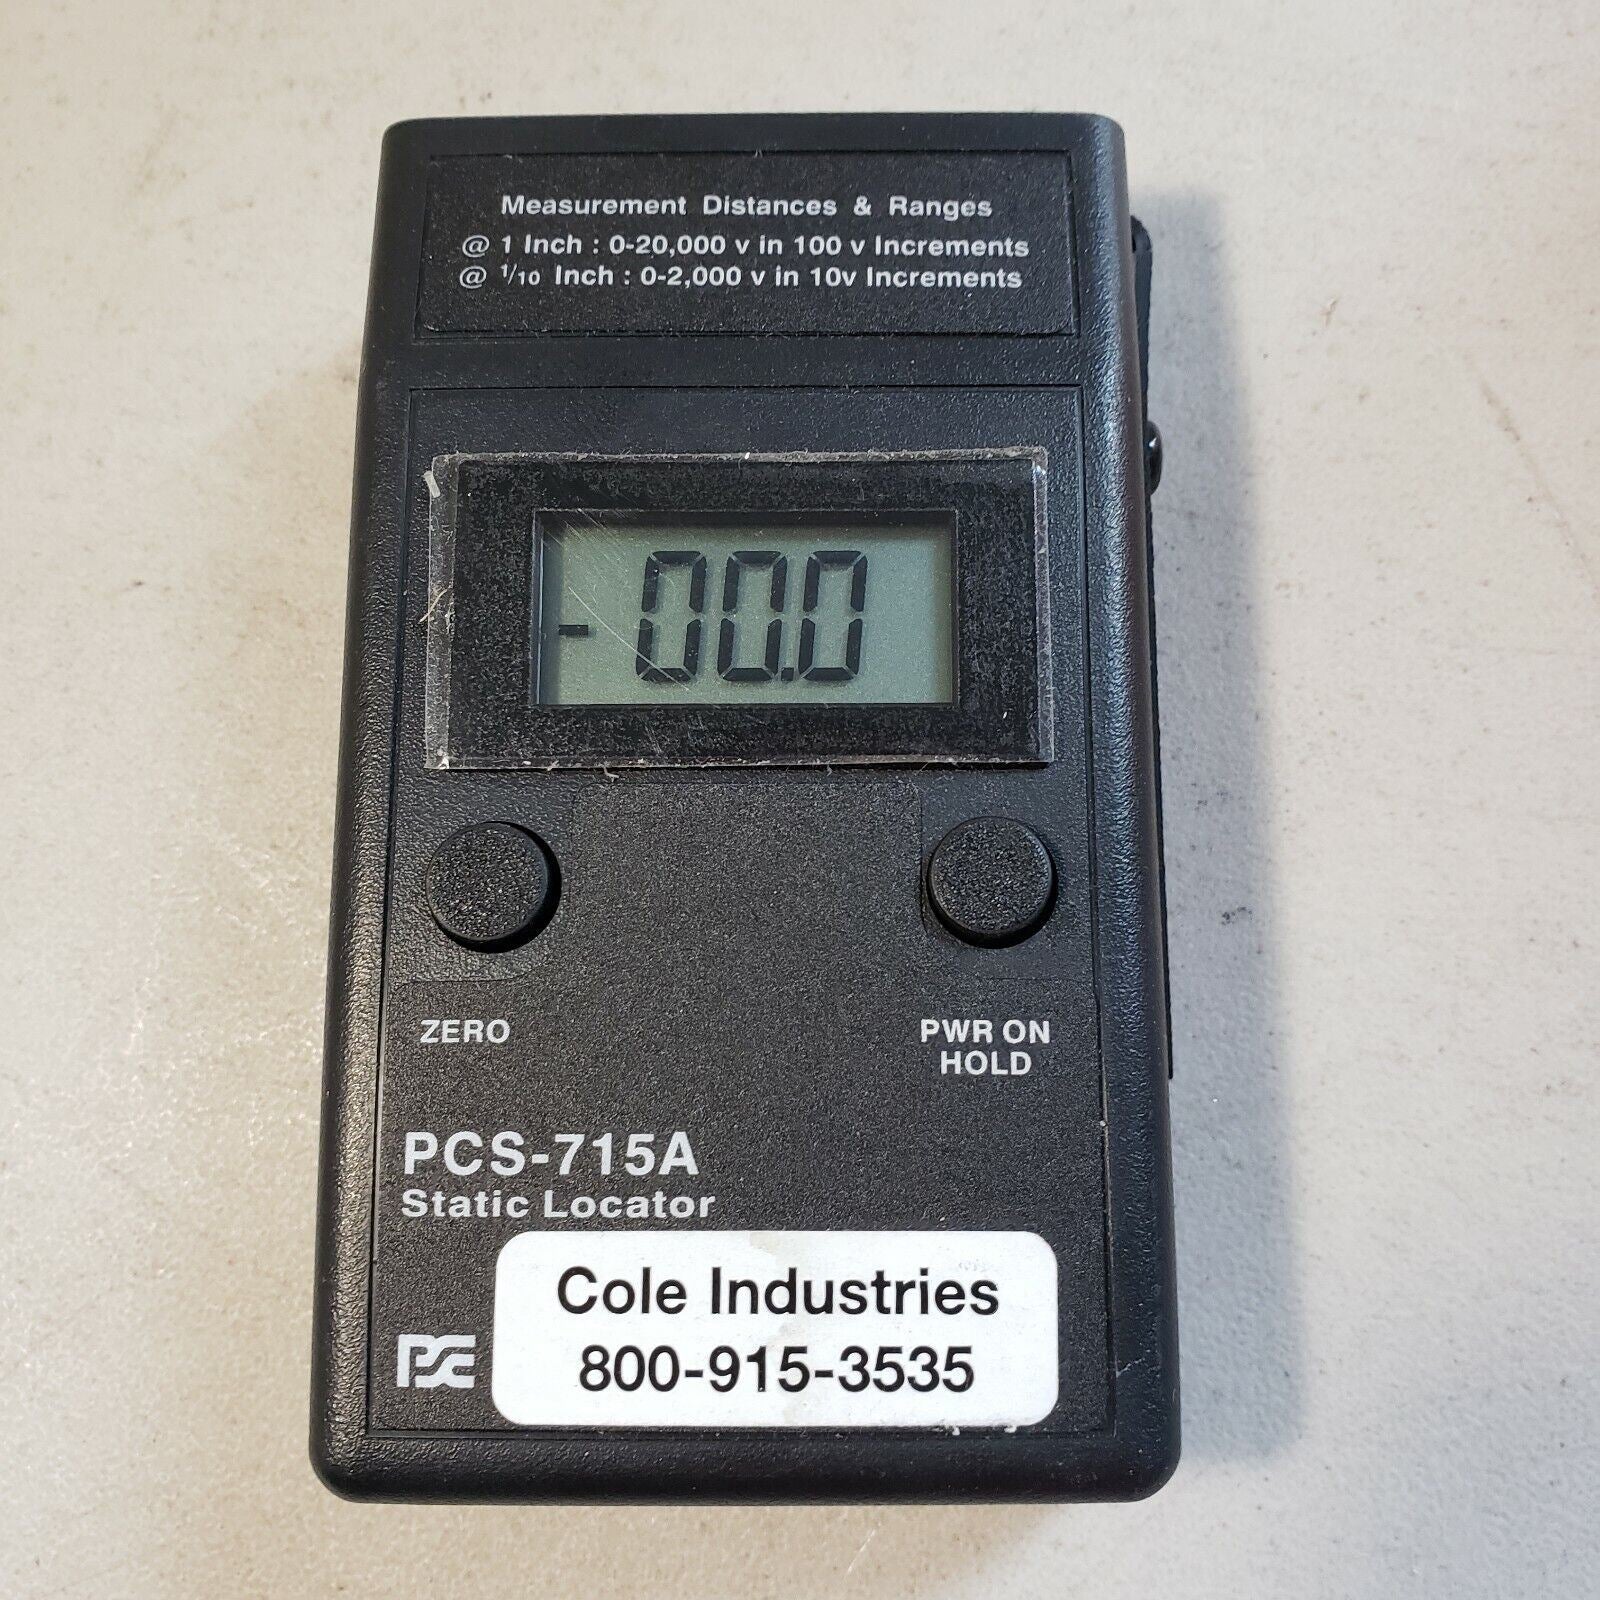 Measurement Distances & Ranges
@ 1 Inch : 0-20,000 v in 100 v Increments
@ 1/10 Inch : 0-2,000 v in 10v Increments
-00.0
ZERO
PWR ON
HOLD
PCS-715A
Static Locator
Cole Industries
800-915-3535